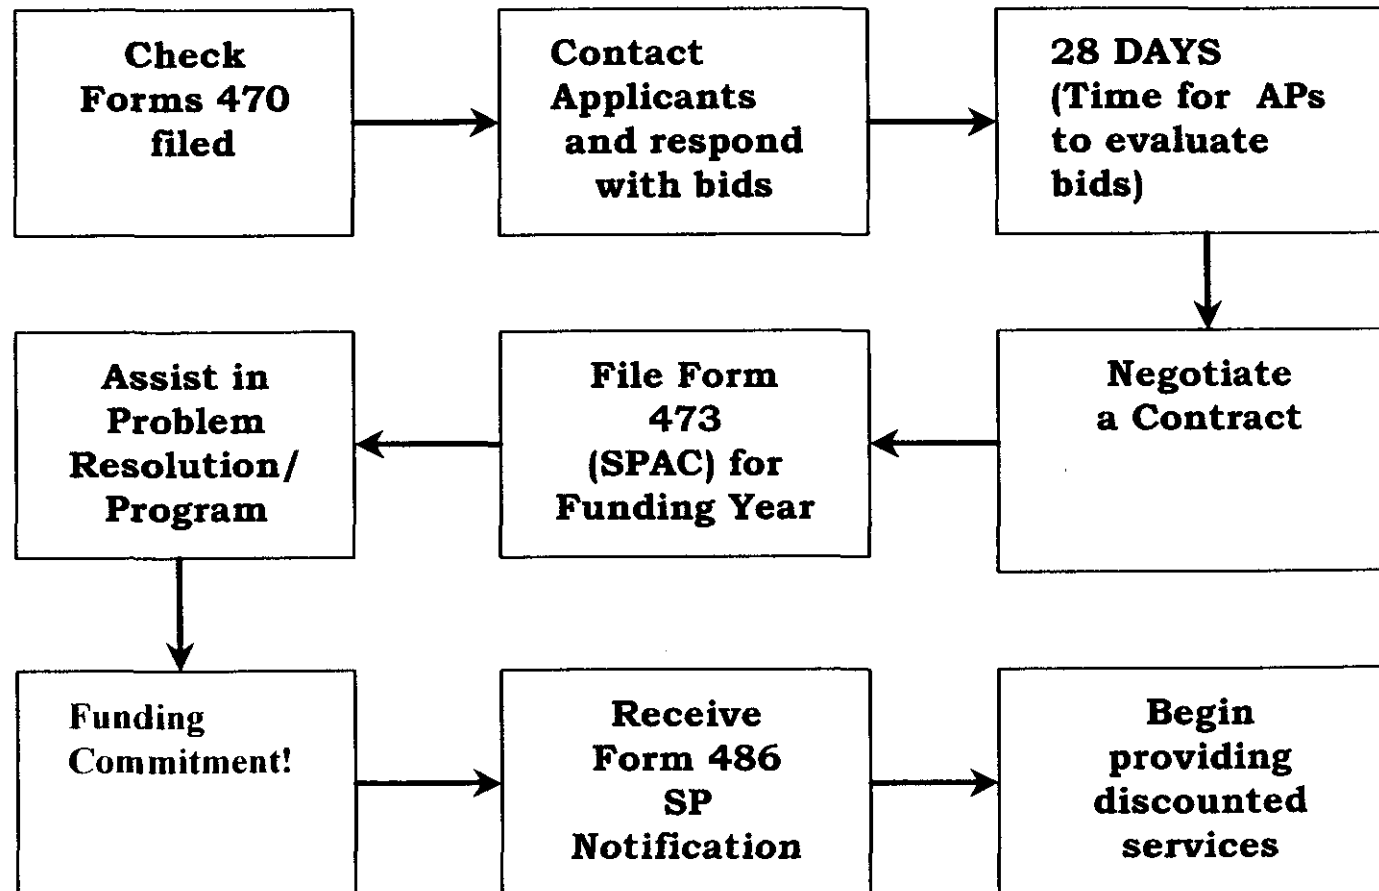 Check
Forms 470
filed
Contact
Applicants
and respond
with bids
28 DAYS
(Time for APs
to evaluate
bids)
Negotiate
a Contract
File Form
473
(SPAC) for
Funding Year
Assist in
Problem
Resolution/
Program
Funding
Commitment!
Receive
Form 486
SP
Notification
Begin
providing
discounted
services